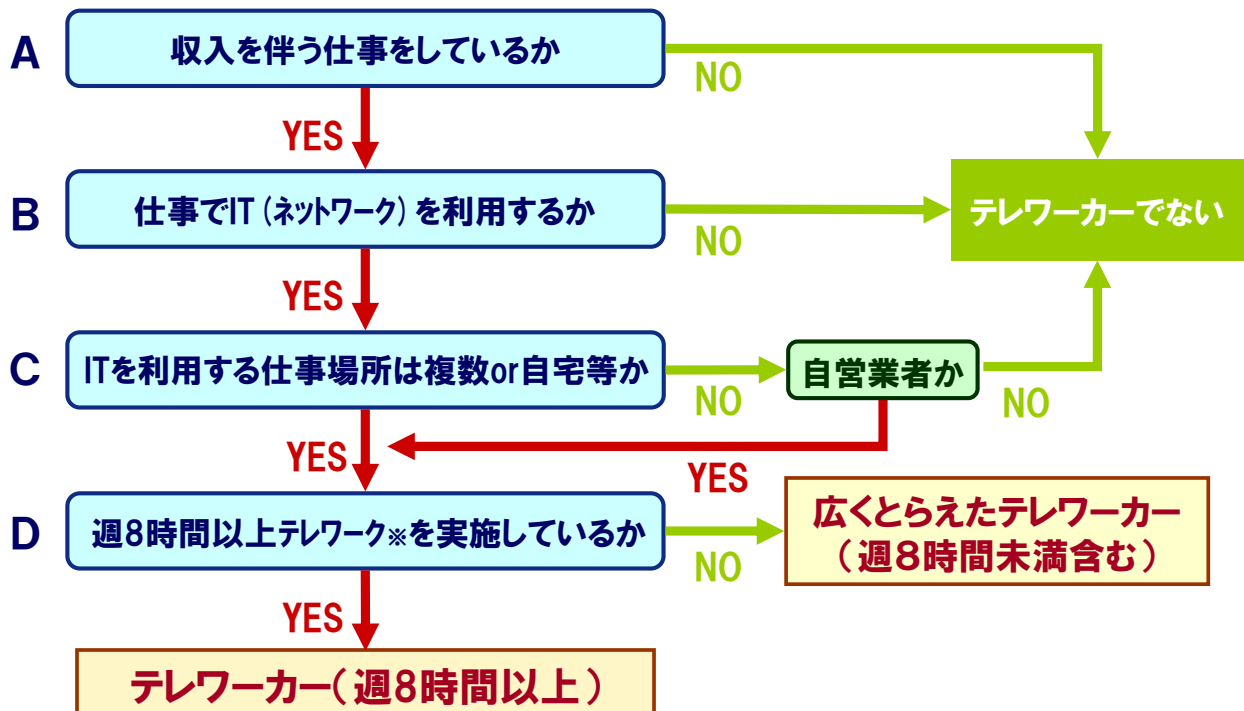 A
収入を伴う仕事をしているか
NO
YES
B
仕事でIT(ネットワーク)を利用するか
NO
テレワーカーでない
YES
C
ITを利用する仕事場所は複数or自宅等か
NO
自営業者か
NO
YES
YES
D
週8時間以上テレワーク※を実施しているか
NO
広くとらえたテレワーカー
(週8時間未満含む)
YES
テレワーカー(週8時間以上)